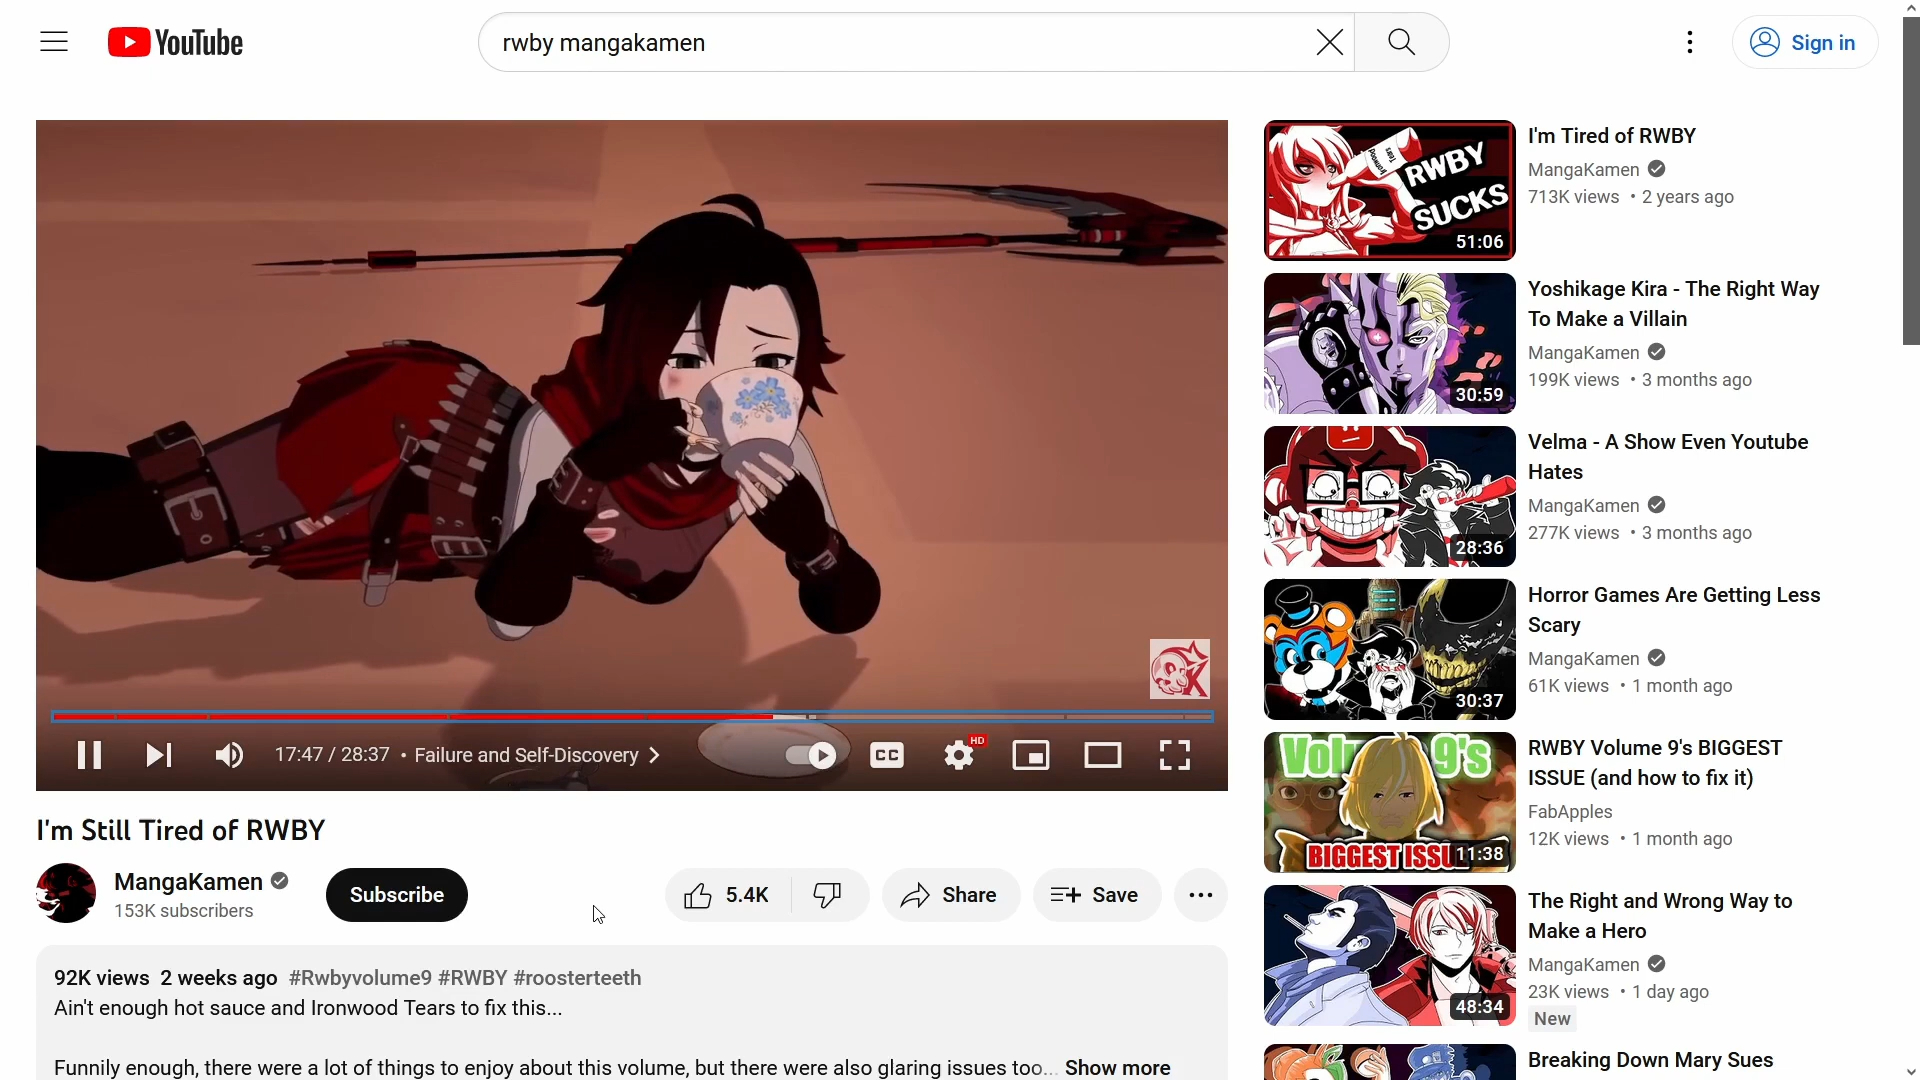 YouTube
rwby mangakamen
Sign in
RWBY
SUCKS
51:06
I'm Tired of RWBY
MangaKamen
713K views • 2 years ago
30:59
Yoshikage Kira - The Right Way
To Make a Villain
MangaKamen
199K views • 3 months ago
28:36
Velma - A Show Even Youtube
Hates
MangaKamen
277K views • 3 months ago
30:37
Horror Games Are Getting Less
Scary
MangaKamen
61K views • 1 month ago
Vol 9's
BIGGEST ISSU
11:38
RWBY Volume 9's BIGGEST
ISSUE (and how to fix it)
FabApples
12K views • 1 month ago
48:34
The Right and Wrong Way to
Make a Hero
MangaKamen
23K views • 1 day ago
New
Breaking Down Mary Sues
K
17:47 / 28:37 • Failure and Self-Discovery
CC
HD
I'm Still Tired of RWBY
MangaKamen
153K subscribers
Subscribe
5.4K
Share
Save
92K views 2 weeks ago #Rwbyvolume9 #RWBY #roosterteeth
Ain't enough hot sauce and Ironwood Tears to fix this...
Funnily enough, there were a lot of things to enjoy about this volume, but there were also glaring issues too... Show more